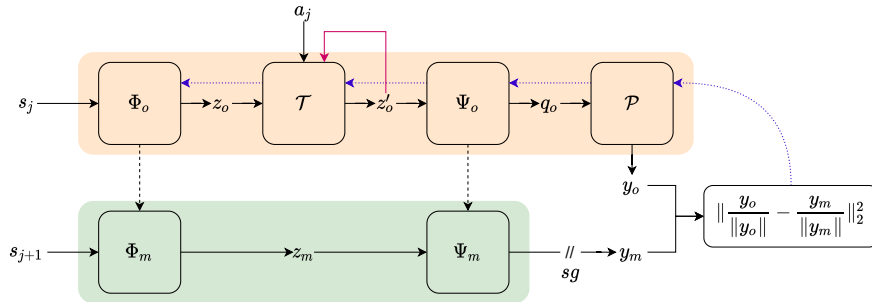 a_j
s_j Φ_o z_o 𝒯 z'_o Ψ_o q_o 𝒫
y_o
‖ y_o / ‖y_o‖ − y_m / ‖y_m‖ ‖_2^2
s_{j+1} Φ_m z_m Ψ_m // y_m
sg